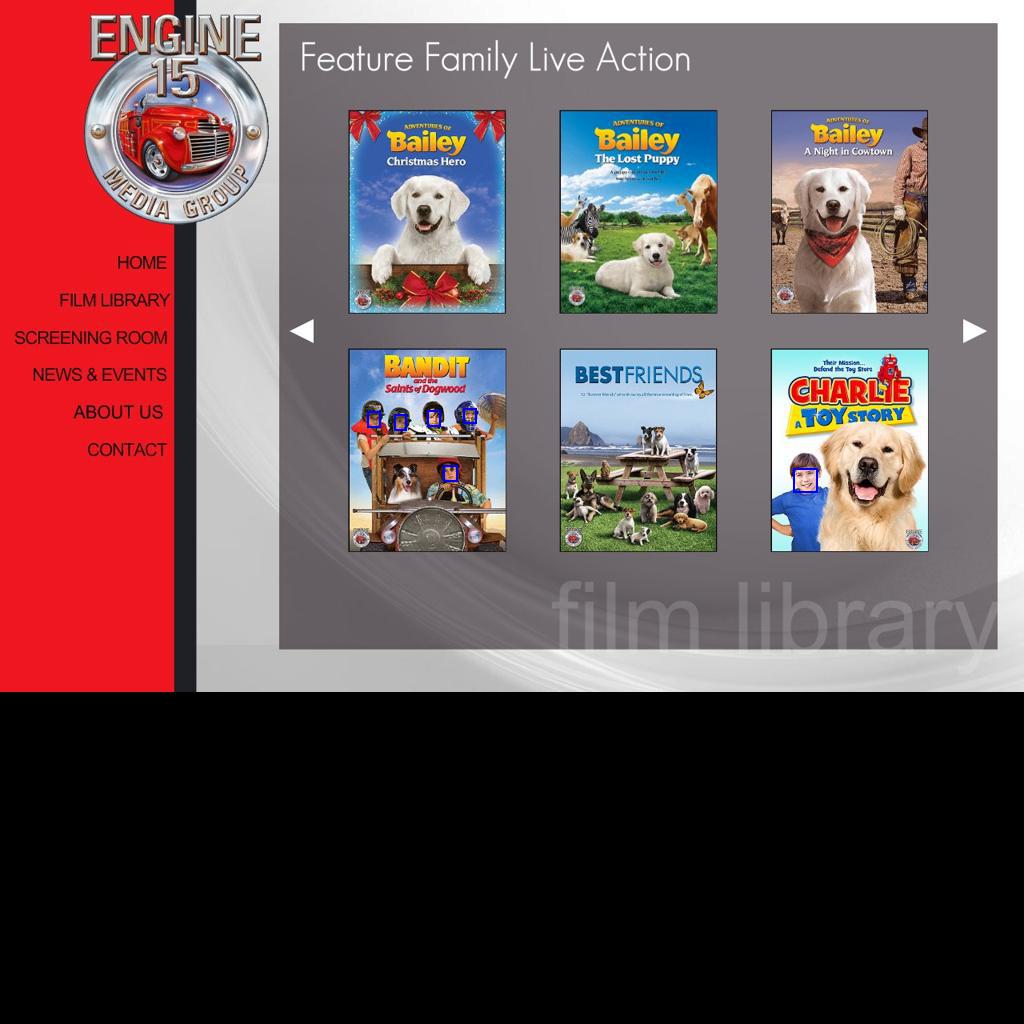 ENGINE
15
MEDIA GROUP
HOME
FILM LIBRARY
SCREENING ROOM
NEWS & EVENTS
ABOUT US
CONTACT
Feature Family Live Action
ADVENTURES OF
Bailey
Christmas Hero
ADVENTURES OF
Bailey
The Lost Puppy
ADVENTURES OF
Bailey
A Night in Cowtown
BANDIT
and the
Saints of Dogwood
BESTFRIENDS
Their Mission...
Defend the Toy Store
CHARLIE
A TOY STORY
film library